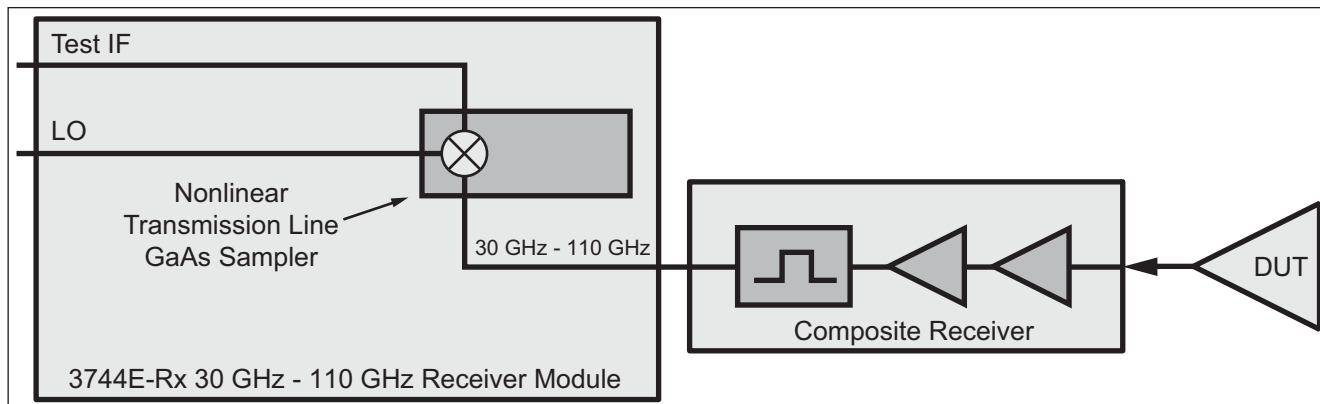 Test IF
LO
Nonlinear
Transmission Line
GaAs Sampler
30 GHz - 110 GHz
DUT
Composite Receiver
3744E-Rx 30 GHz - 110 GHz Receiver Module